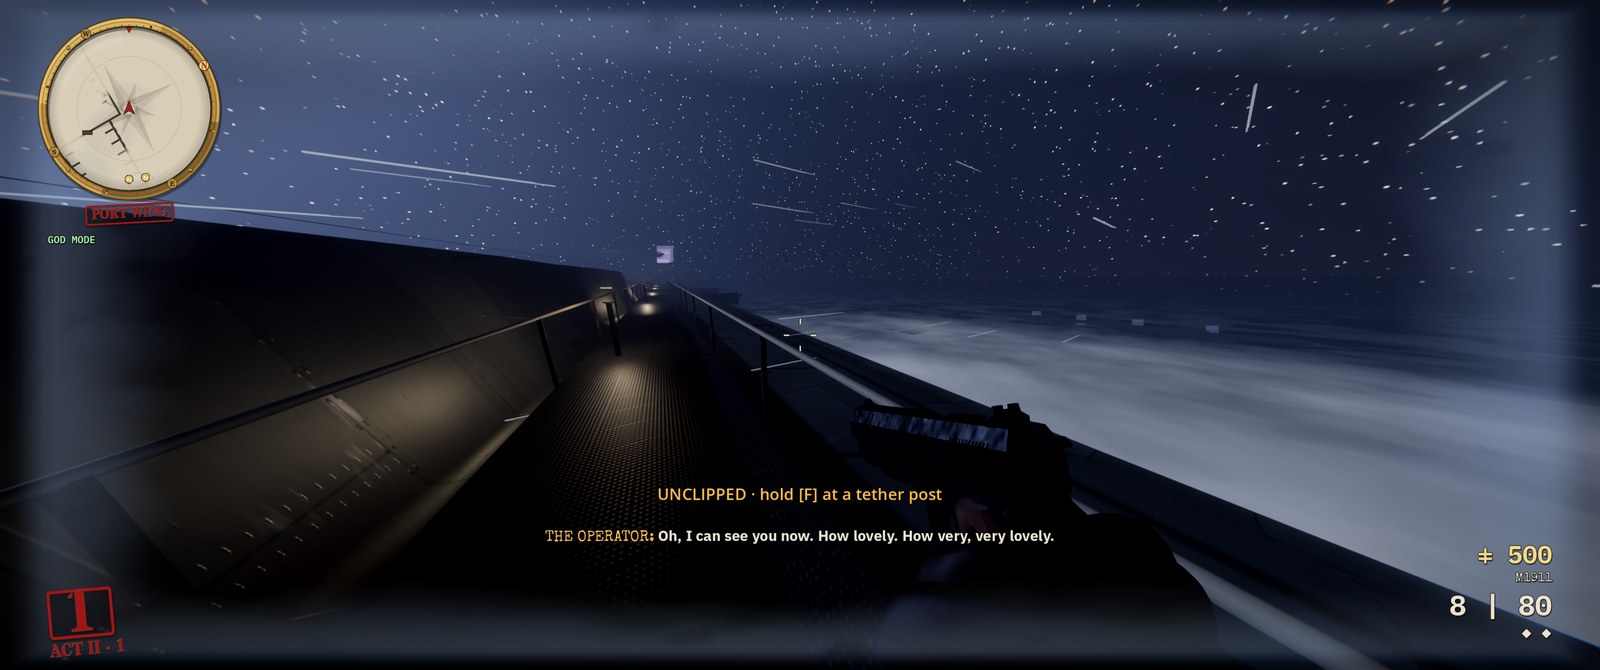 W
N
S
E
PORT WING
GOD MODE
UNCLIPPED · hold [F] at a tether post
THE OPERATOR: Oh, I can see you now. How lovely. How very, very lovely.
ǂ 500
M1911
8 | 80
I
ACT II - 1